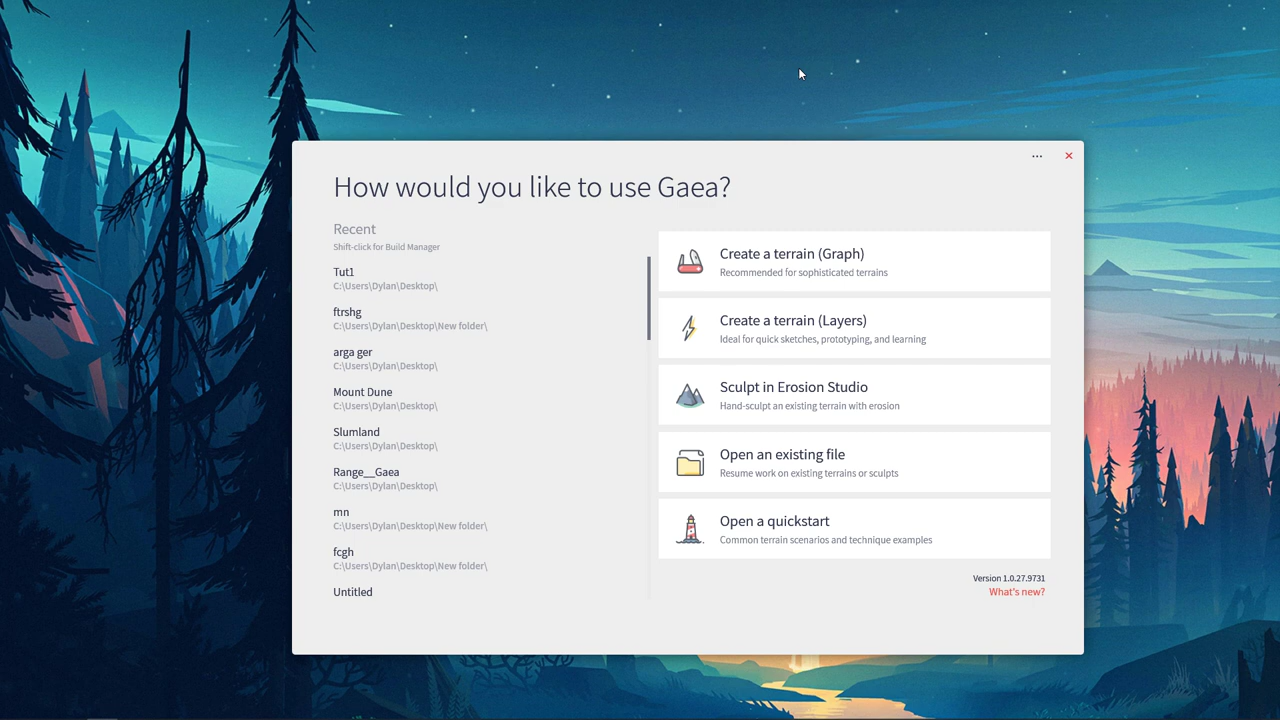 How would you like to use Gaea?
Recent
Shift-click for Build Manager
Tut1
C:\Users\Dylan\Desktop\
ftrshg
C:\Users\Dylan\Desktop\New folder\
arga ger
C:\Users\Dylan\Desktop\
Mount Dune
C:\Users\Dylan\Desktop\
Slumland
C:\Users\Dylan\Desktop\
Range__Gaea
C:\Users\Dylan\Desktop\
mn
C:\Users\Dylan\Desktop\New folder\
fcgh
C:\Users\Dylan\Desktop\New folder\
Untitled
Create a terrain (Graph)
Recommended for sophisticated terrains
Create a terrain (Layers)
Ideal for quick sketches, prototyping, and learning
Sculpt in Erosion Studio
Hand-sculpt an existing terrain with erosion
Open an existing file
Resume work on existing terrains or sculpts
Open a quickstart
Common terrain scenarios and technique examples
Version 1.0.27.9731
What's new?